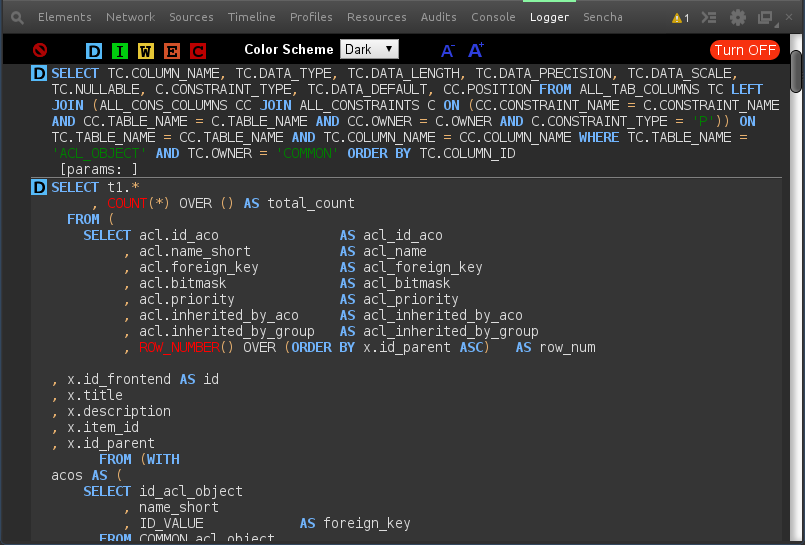 Elements Network Sources Timeline Profiles Resources Audits Console Logger Sencha 1
D I W E C Color Scheme Dark A- A+ Turn OFF
D SELECT TC.COLUMN_NAME, TC.DATA_TYPE, TC.DATA_LENGTH, TC.DATA_PRECISION, TC.DATA_SCALE,
TC.NULLABLE, C.CONSTRAINT_TYPE, TC.DATA_DEFAULT, CC.POSITION FROM ALL_TAB_COLUMNS TC LEFT
JOIN (ALL_CONS_COLUMNS CC JOIN ALL_CONSTRAINTS C ON (CC.CONSTRAINT_NAME = C.CONSTRAINT_NAME
AND CC.TABLE_NAME = C.TABLE_NAME AND CC.OWNER = C.OWNER AND C.CONSTRAINT_TYPE = 'P')) ON
TC.TABLE_NAME = CC.TABLE_NAME AND TC.COLUMN_NAME = CC.COLUMN_NAME WHERE TC.TABLE_NAME =
'ACL_OBJECT' AND TC.OWNER = 'COMMON' ORDER BY TC.COLUMN_ID
[params: ]
D SELECT t1.*
, COUNT(*) OVER () AS total_count
FROM (
SELECT acl.id_aco AS acl_id_aco
, acl.name_short AS acl_name
, acl.foreign_key AS acl_foreign_key
, acl.bitmask AS acl_bitmask
, acl.priority AS acl_priority
, acl.inherited_by_aco AS acl_inherited_by_aco
, acl.inherited_by_group AS acl_inherited_by_group
, ROW_NUMBER() OVER (ORDER BY x.id_parent ASC) AS row_num
, x.id_frontend AS id
, x.title
, x.description
, x.item_id
, x.id_parent
FROM (WITH
acos AS (
SELECT id_acl_object
, name_short
, ID_VALUE AS foreign_key
FROM COMMON.acl_object